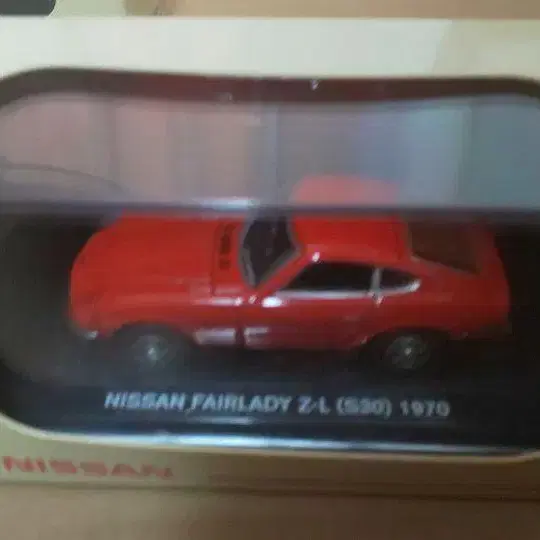 NISSAN FAIRLADY Z-L (S30) 1970
NISSAN